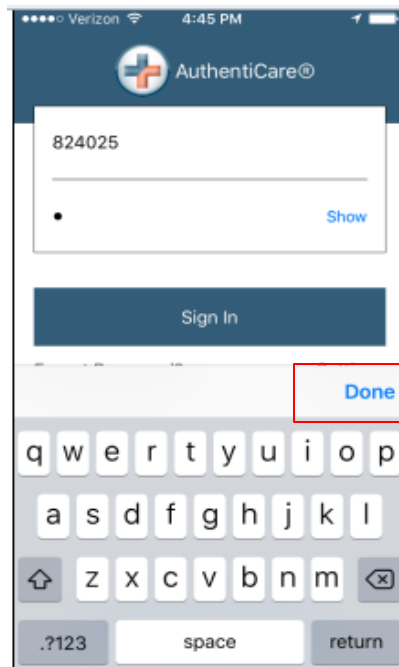 Verizon 4:45 PM
AuthentiCare®
824025
• Show
Sign In
Done
q w e r t y u i o p
a s d f g h j k l
z x c v b n m
.?123 space return